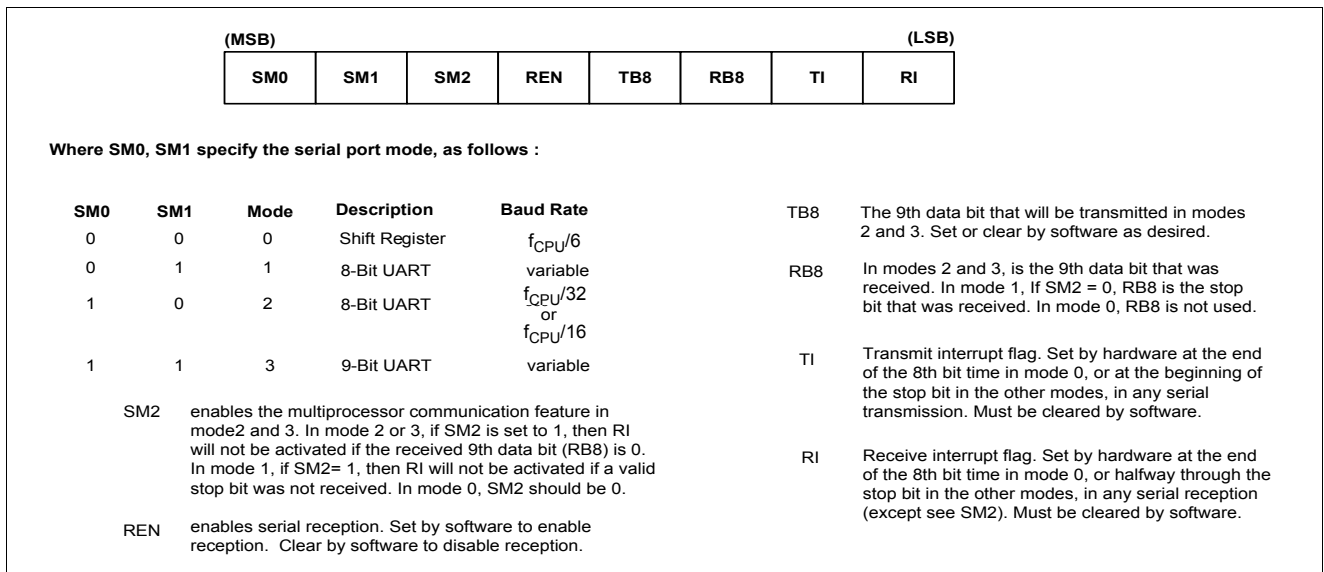 (MSB) (LSB)
SM0 SM1 SM2 REN TB8 RB8 TI RI
Where SM0, SM1 specify the serial port mode, as follows :
SM0 SM1 Mode Description Baud Rate
0 0 0 Shift Register fCPU/6
0 1 1 8-Bit UART variable
1 0 2 8-Bit UART fCPU/32
or
fCPU/16
1 1 3 9-Bit UART variable
SM2 enables the multiprocessor communication feature in
mode2 and 3. In mode 2 or 3, if SM2 is set to 1, then RI
will not be activated if the received 9th data bit (RB8) is 0.
In mode 1, if SM2= 1, then RI will not be activated if a valid
stop bit was not received. In mode 0, SM2 should be 0.
REN enables serial reception. Set by software to enable
reception. Clear by software to disable reception.
TB8 The 9th data bit that will be transmitted in modes
2 and 3. Set or clear by software as desired.
RB8 In modes 2 and 3, is the 9th data bit that was
received. In mode 1, If SM2 = 0, RB8 is the stop
bit that was received. In mode 0, RB8 is not used.
TI Transmit interrupt flag. Set by hardware at the end
of the 8th bit time in mode 0, or at the beginning of
the stop bit in the other modes, in any serial
transmission. Must be cleared by software.
RI Receive interrupt flag. Set by hardware at the end
of the 8th bit time in mode 0, or halfway through the
stop bit in the other modes, in any serial reception
(except see SM2). Must be cleared by software.